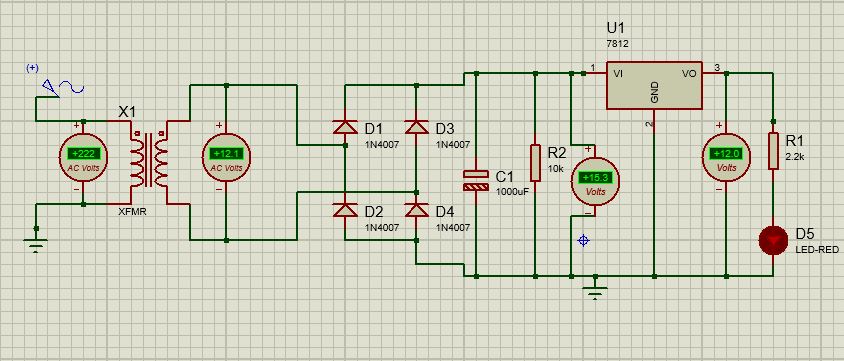 (+)
X1
XFMR
+
+222
AC Volts
-
+
+12.1
AC Volts
-
D1
1N4007
D3
1N4007
D2
1N4007
D4
1N4007
C1
1000uF
R2
10k
+
+15.3
Volts
-
U1
7812
1
VI
VO
3
GND
2
+
+12.0
Volts
-
R1
2.2k
D5
LED-RED